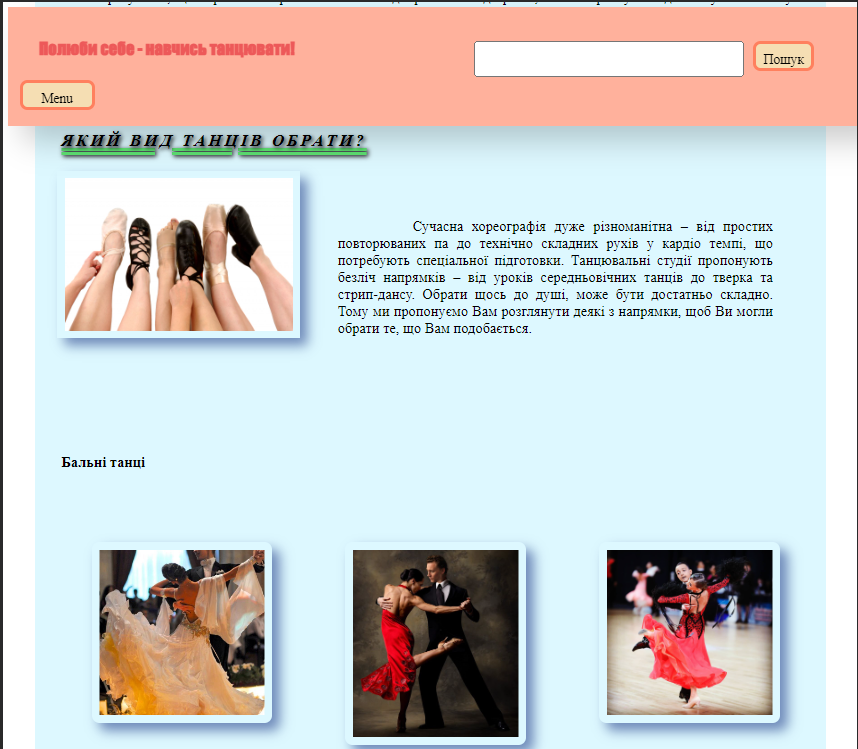 Полюби себе - навчись танцювати!
Пошук
Menu
ЯКИЙ ВИД ТАНЦІВ ОБРАТИ?
Сучасна хореографія дуже різноманітна – від простих
повторюваних па до технічно складних рухів у кардіо темпі, що
потребують спеціальної підготовки. Танцювальні студії пропонують
безліч напрямків – від уроків середньовічних танців до тверка та
стрип-дансу. Обрати щось до душі, може бути достатньо складно.
Тому ми пропонуємо Вам розглянути деякі з напрямки, щоб Ви могли
обрати те, що Вам подобається.
Бальні танці